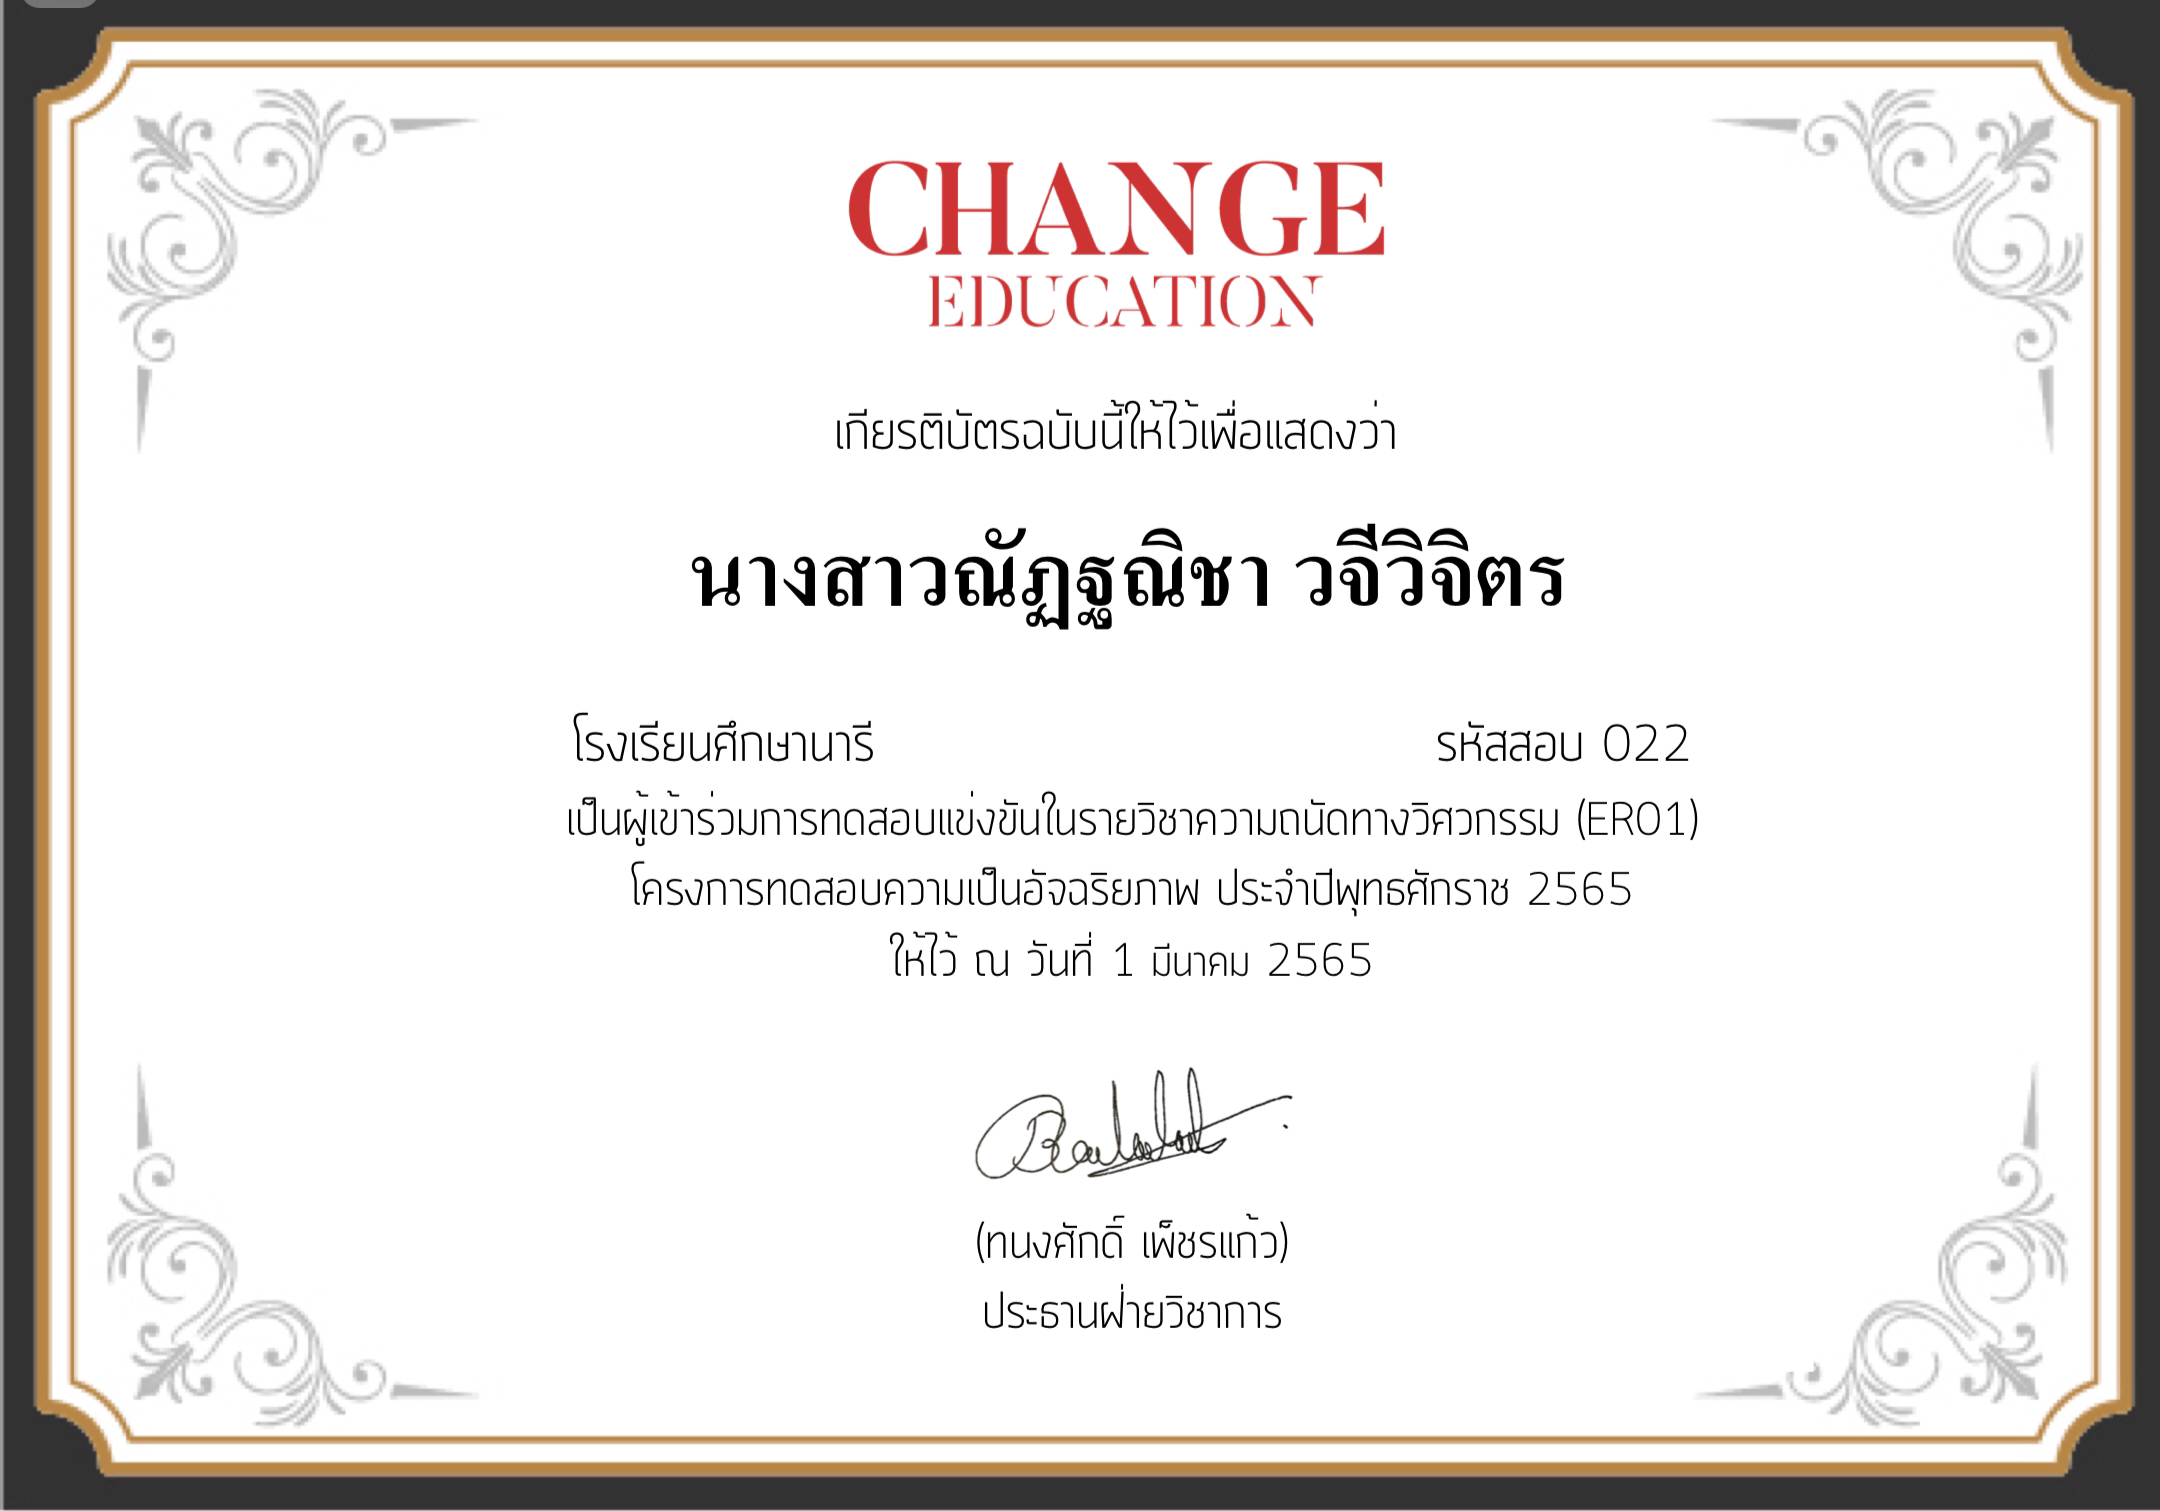 CHANGE
EDUCATION
เกียรติบัตรฉบับนี้ให้ไว้เพื่อแสดงว่า
นางสาวณัฏฐณิชา วจีวิจิตร
โรงเรียนศึกษานารี รหัสสอบ 022
เป็นผู้เข้าร่วมการทดสอบแข่งขันในรายวิชาความถนัดทางวิศวกรรม (ER01)
โครงการทดสอบความเป็นอัจฉริยภาพ ประจำปีพุทธศักราช 2565
ให้ไว้ ณ วันที่ 1 มีนาคม 2565
(ทนงศักดิ์ เพ็ชรแก้ว)
ประธานฝ่ายวิชาการ